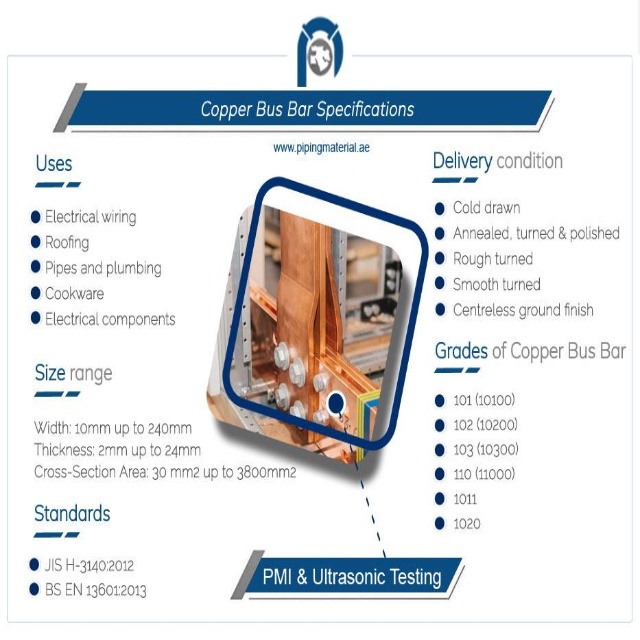 Copper Bus Bar Specifications
www.pipingmaterial.ae
Uses
Electrical wiring
Roofing
Pipes and plumbing
Cookware
Electrical components
Size range
Width: 10mm up to 240mm
Thickness: 2mm up to 24mm
Cross-Section Area: 30 mm2 up to 3800mm2
Standards
JIS H-3140:2012
BS EN 13601:2013
Delivery condition
Cold drawn
Annealed, turned & polished
Rough turned
Smooth turned
Centreless ground finish
Grades of Copper Bus Bar
101 (10100)
102 (10200)
103 (10300)
110 (11000)
1011
1020
PMI & Ultrasonic Testing